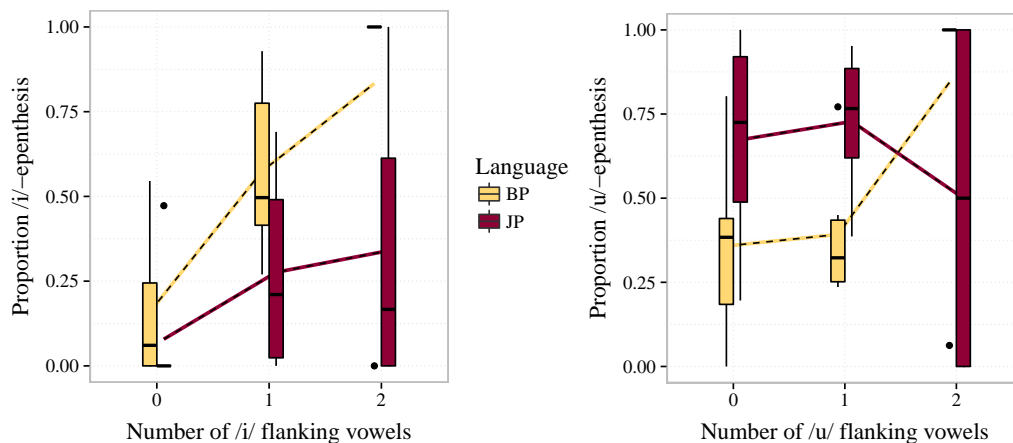 Proportion /i/−epenthesis
1.00
0.75
0.50
0.25
0.00
0
1
2
Number of /i/ flanking vowels
Language
BP
JP
Proportion /u/−epenthesis
1.00
0.75
0.50
0.25
0.00
0
1
2
Number of /u/ flanking vowels